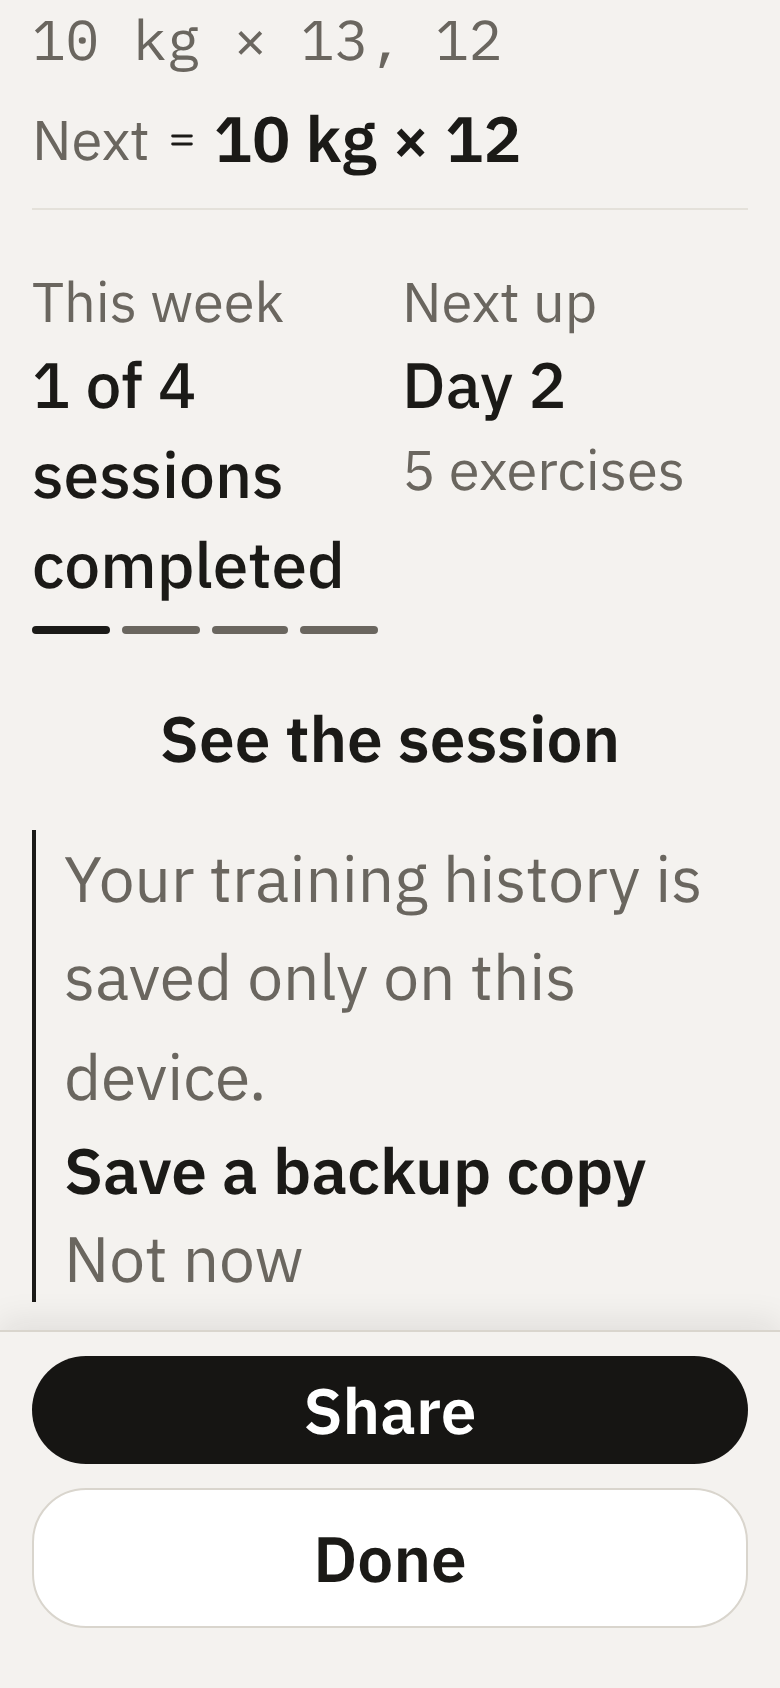 10 kg × 13, 12
Next = 10 kg × 12
This week
1 of 4
sessions
completed
Next up
Day 2
5 exercises
See the session
Your training history is
saved only on this
device.
Save a backup copy
Not now
Share
Done